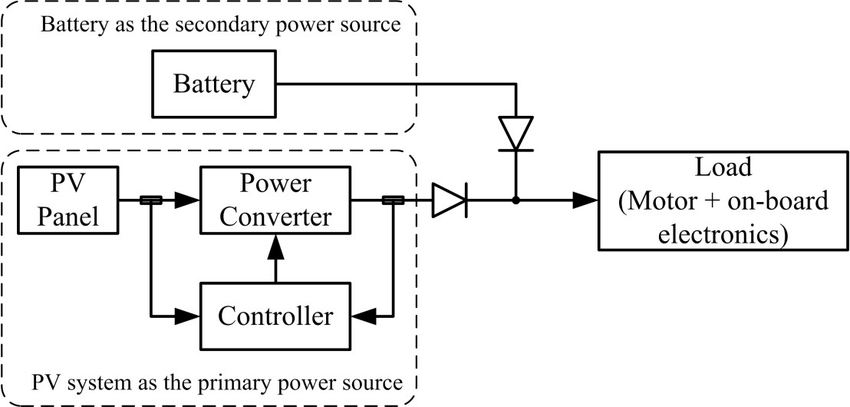 Battery as the secondary power source
Battery
PV
Panel
Power
Converter
Load
(Motor + on-board
electronics)
Controller
PV system as the primary power source